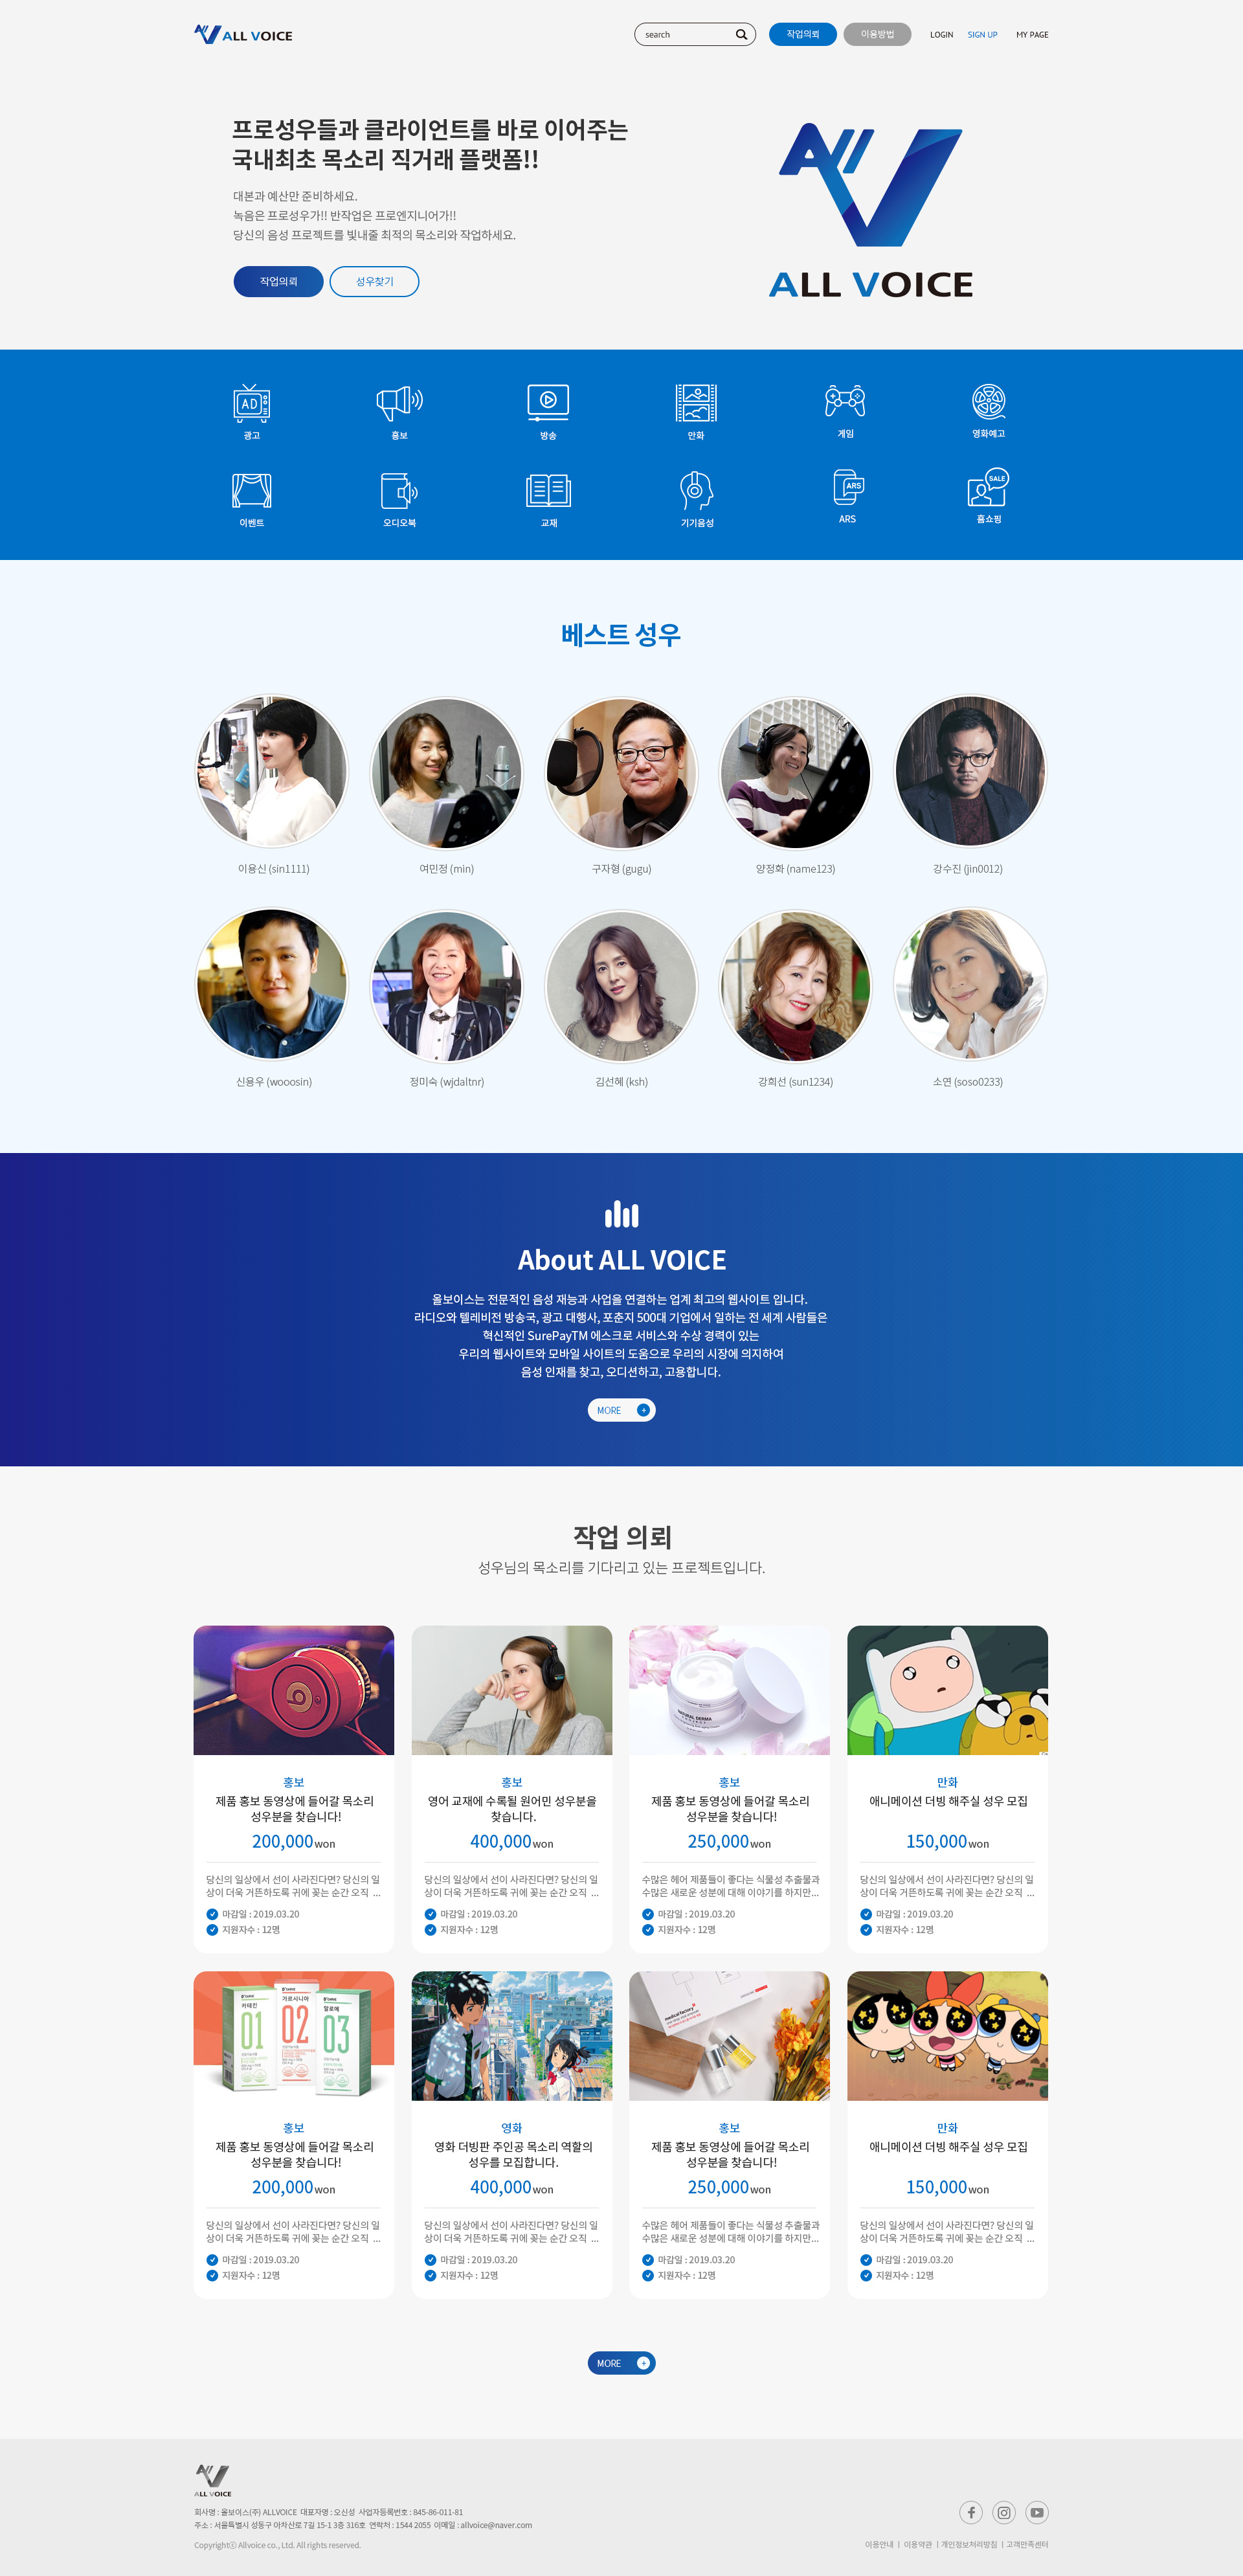 ALL VOICE
search
작업의뢰
이용방법
LOGIN
SIGN UP
MY PAGE
프로성우들과 클라이언트를 바로 이어주는
국내최초 목소리 직거래 플랫폼!!
대본과 예산만 준비하세요.
녹음은 프로성우가!! 반작업은 프로엔지니어가!!
당신의 음성 프로젝트를 빛내줄 최적의 목소리와 작업하세요.
작업의뢰
성우찾기
ALL VOICE
AD
광고
홍보
방송
만화
게임
영화예고
이벤트
오디오북
교재
기기음성
ARS
ARS
SALE
홈쇼핑
베스트 성우
이용신 (sin1111)
여민정 (min)
구자형 (gugu)
양정화 (name123)
강수진 (jin0012)
신용우 (wooosin)
정미숙 (wjdaltnr)
김선혜 (ksh)
강희선 (sun1234)
소연 (soso0233)
About ALL VOICE
올보이스는 전문적인 음성 재능과 사업을 연결하는 업계 최고의 웹사이트 입니다.
라디오와 텔레비전 방송국, 광고 대행사, 포춘지 500대 기업에서 일하는 전 세계 사람들은
혁신적인 SurePayTM 에스크로 서비스와 수상 경력이 있는
우리의 웹사이트와 모바일 사이트의 도움으로 우리의 시장에 의지하여
음성 인재를 찾고, 오디션하고, 고용합니다.
MORE +
작업 의뢰
성우님의 목소리를 기다리고 있는 프로젝트입니다.
홍보
제품 홍보 동영상에 들어갈 목소리
성우분을 찾습니다!
200,000 won
당신의 일상에서 선이 사라진다면? 당신의 일
상이 더욱 거뜬하도록 귀에 꽂는 순간 오직 ...
마감일 : 2019.03.20
지원자수 : 12명
홍보
영어 교재에 수록될 원어민 성우분을
찾습니다.
400,000 won
당신의 일상에서 선이 사라진다면? 당신의 일
상이 더욱 거뜬하도록 귀에 꽂는 순간 오직 ...
마감일 : 2019.03.20
지원자수 : 12명
NATURAL DERMA
홍보
제품 홍보 동영상에 들어갈 목소리
성우분을 찾습니다!
250,000 won
수많은 헤어 제품들이 좋다는 식물성 추출물과
수많은 새로운 성분에 대해 이야기를 하지만...
마감일 : 2019.03.20
지원자수 : 12명
만화
애니메이션 더빙 해주실 성우 모집
150,000 won
당신의 일상에서 선이 사라진다면? 당신의 일
상이 더욱 거뜬하도록 귀에 꽂는 순간 오직 ...
마감일 : 2019.03.20
지원자수 : 12명
카테킨
01
가르시니아
02
알로에
03
홍보
제품 홍보 동영상에 들어갈 목소리
성우분을 찾습니다!
200,000 won
당신의 일상에서 선이 사라진다면? 당신의 일
상이 더욱 거뜬하도록 귀에 꽂는 순간 오직 ...
마감일 : 2019.03.20
지원자수 : 12명
영화
영화 더빙판 주인공 목소리 역할의
성우를 모집합니다.
400,000 won
당신의 일상에서 선이 사라진다면? 당신의 일
상이 더욱 거뜬하도록 귀에 꽂는 순간 오직 ...
마감일 : 2019.03.20
지원자수 : 12명
medical factory
홍보
제품 홍보 동영상에 들어갈 목소리
성우분을 찾습니다!
250,000 won
수많은 헤어 제품들이 좋다는 식물성 추출물과
수많은 새로운 성분에 대해 이야기를 하지만...
마감일 : 2019.03.20
지원자수 : 12명
만화
애니메이션 더빙 해주실 성우 모집
150,000 won
당신의 일상에서 선이 사라진다면? 당신의 일
상이 더욱 거뜬하도록 귀에 꽂는 순간 오직 ...
마감일 : 2019.03.20
지원자수 : 12명
MORE +
ALL VOICE
회사명 : 올보이스(주) ALLVOICE 대표자명 : 오신성 사업자등록번호 : 845-86-011-81
주소 : 서울특별시 성동구 아차산로 7길 15-1 3층 316호 연락처 : 1544 2055 이메일 : allvoice@naver.com
Copyrightⓒ Allvoice co., Ltd. All rights reserved.
이용안내 | 이용약관 | 개인정보처리방침 | 고객만족센터